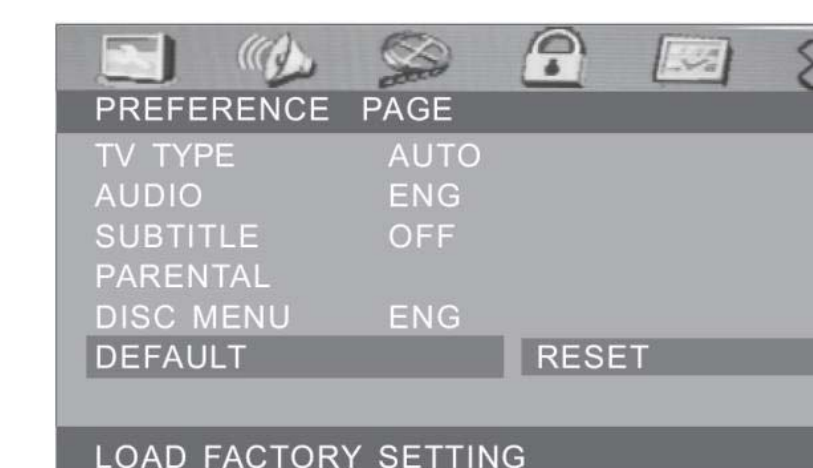 PREFERENCE PAGE
TV TYPE AUTO
AUDIO ENG
SUBTITLE OFF
PARENTAL
DISC MENU ENG
DEFAULT RESET
LOAD FACTORY SETTING